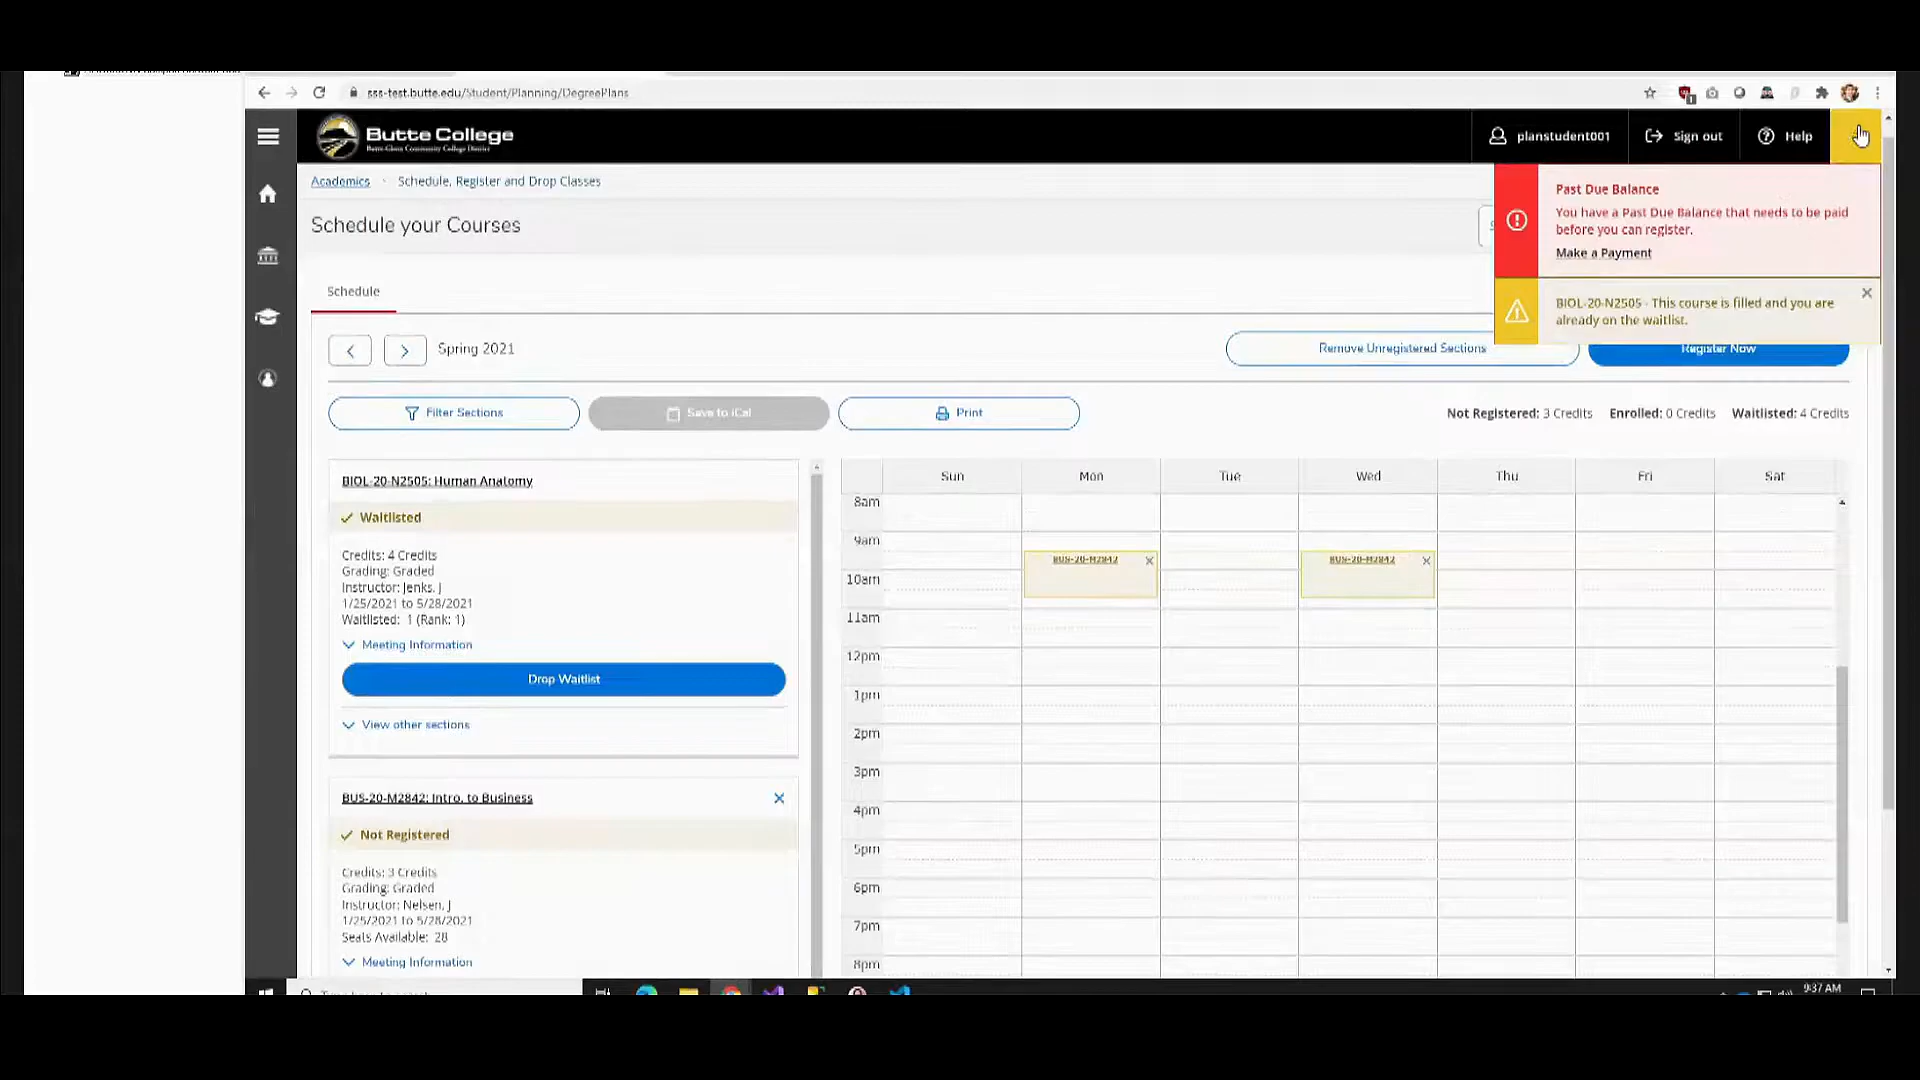 sss-test.butte.edu/Student/Planning/DegreePlans
Butte College
Butte-Glenn Community College District
planstudent001
Sign out
Help
Academics
Schedule, Register and Drop Classes
Past Due Balance
You have a Past Due Balance that needs to be paid
before you can register.
Make a Payment
Schedule your Courses
BIOL-20-N2505 - This course is filled and you are
already on the waitlist.
Schedule
Spring 2021
Remove Unregistered Sections
Register Now
Filter Sections
Save to iCal
Print
Not Registered: 3 Credits Enrolled: 0 Credits Waitlisted: 4 Credits
BIOL-20-N2505: Human Anatomy
Waitlisted
Credits: 4 Credits
Grading: Graded
Instructor: Jenks, J
1/25/2021 to 5/28/2021
Waitlisted: 1 (Rank: 1)
Meeting Information
Drop Waitlist
View other sections
BUS-20-M2842: Intro. to Business
Not Registered
Credits: 3 Credits
Grading: Graded
Instructor: Nelsen, J
1/25/2021 to 5/28/2021
Seats Available: 28
Meeting Information
Sun Mon Tue Wed Thu Fri Sat
8am
9am
BUS-20-M2842 BUS-20-M2842
10am
11am
12pm
1pm
2pm
3pm
4pm
5pm
6pm
7pm
8pm
9:37 AM